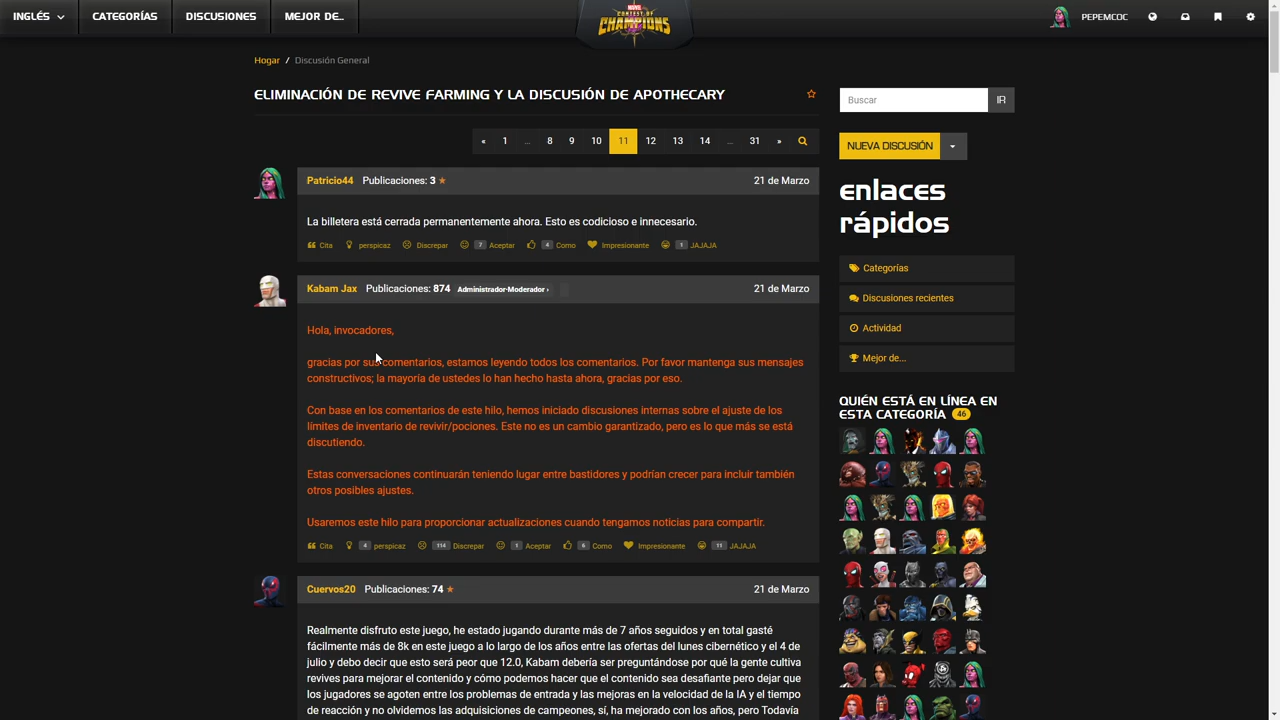 INGLÉS
CATEGORÍAS
DISCUSIONES
MEJOR DE...
MARVEL
CONTEST OF
CHAMPIONS
PEPEMCOC
Hogar / Discusión General
ELIMINACIÓN DE REVIVE FARMING Y LA DISCUSIÓN DE APOTHECARY
« 1 ... 8 9 10 11 12 13 14 ... 31 »
Patricio44 Publicaciones: 3 21 de Marzo
La billetera está cerrada permanentemente ahora. Esto es codicioso e innecesario.
Cita perspicaz Discrepar 7 Aceptar 4 Como Impresionante 1 JAJAJA
Kabam Jax Publicaciones: 874 Administrador-Moderador › 21 de Marzo
Hola, invocadores,
gracias por sus comentarios, estamos leyendo todos los comentarios. Por favor mantenga sus mensajes
constructivos; la mayoría de ustedes lo han hecho hasta ahora, gracias por eso.
Con base en los comentarios de este hilo, hemos iniciado discusiones internas sobre el ajuste de los
límites de inventario de revivir/pociones. Este no es un cambio garantizado, pero es lo que más se está
discutiendo.
Estas conversaciones continuarán teniendo lugar entre bastidores y podrían crecer para incluir también
otros posibles ajustes.
Usaremos este hilo para proporcionar actualizaciones cuando tengamos noticias para compartir.
Cita 4 perspicaz 114 Discrepar 1 Aceptar 6 Como Impresionante 11 JAJAJA
Cuervos20 Publicaciones: 74 21 de Marzo
Realmente disfruto este juego, he estado jugando durante más de 7 años seguidos y en total gasté
fácilmente más de 8k en este juego a lo largo de los años entre las ofertas del lunes cibernético y el 4 de
julio y debo decir que esto será peor que 12.0, Kabam debería ser preguntándose por qué la gente cultiva
revives para mejorar el contenido y cómo podemos hacer que el contenido sea desafiante pero dejar que
los jugadores se agoten entre los problemas de entrada y las mejoras en la velocidad de la IA y el tiempo
de reacción y no olvidemos las adquisiciones de campeones, sí, ha mejorado con los años, pero Todavía
Buscar
IR
NUEVA DISCUSIÓN
enlaces
rápidos
Categorías
Discusiones recientes
Actividad
Mejor de...
QUIÉN ESTÁ EN LÍNEA EN
ESTA CATEGORÍA 46